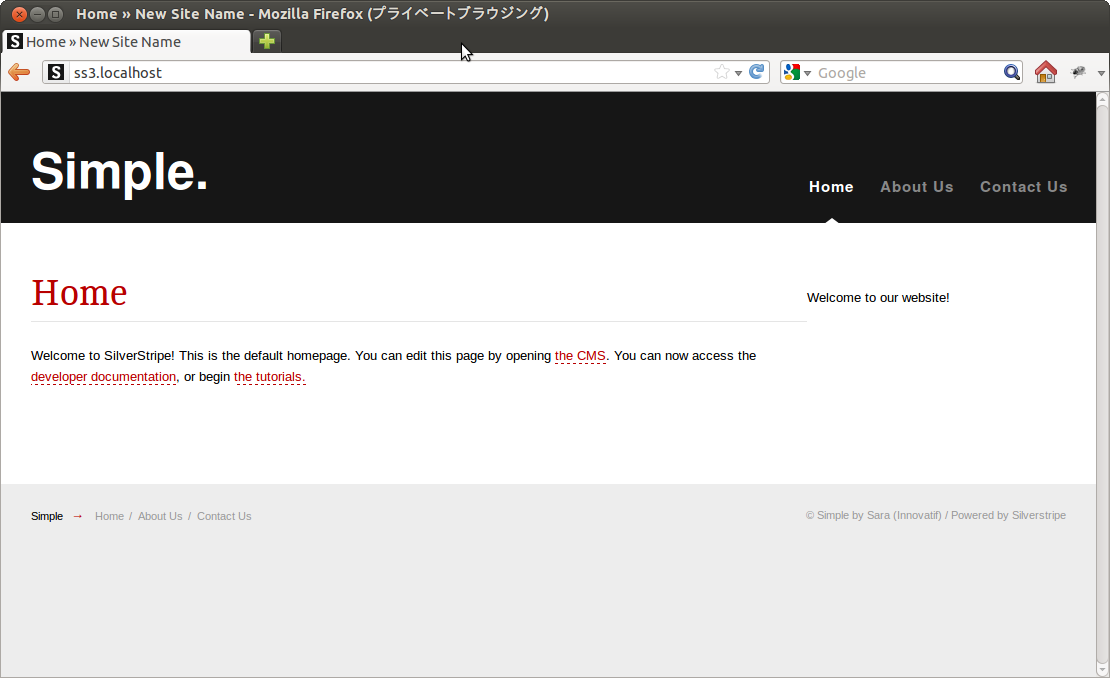 Home » New Site Name - Mozilla Firefox (プライベートブラウジング)
S Home » New Site Name
S ss3.localhost Google
Simple.
Home About Us Contact Us
Home
Welcome to our website!
Welcome to SilverStripe! This is the default homepage. You can edit this page by opening the CMS. You can now access the
developer documentation, or begin the tutorials.
Simple → Home / About Us / Contact Us
© Simple by Sara (Innovatif) / Powered by Silverstripe